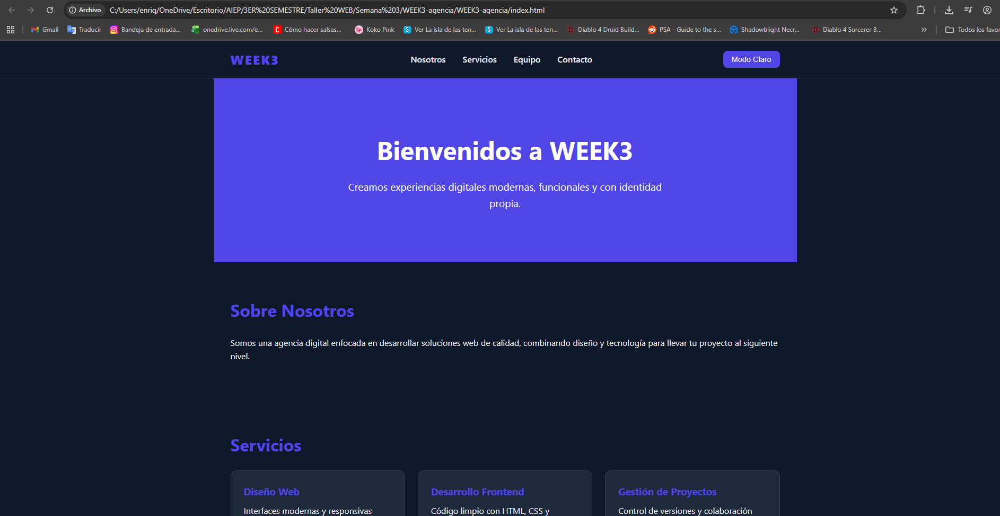 Archivo C:/Users/enriq/OneDrive/Escritorio/AIEP/3ER%20SEMESTRE/Taller%20WEB/Semana%203/WEEK3-agencia/WEEK3-agencia/index.html
Gmail Traducir Bandeja de entrada... onedrive.live.com/e... Cómo hacer salsas... Koko Pink Ver La isla de las ten... Ver La isla de las ten... Diablo 4 Druid Build... PSA - Guide to the s... Shadowblight Necr... Diablo 4 Sorcerer B... » Todos los favor
WEEK3 Nosotros Servicios Equipo Contacto Modo Claro
Bienvenidos a WEEK3
Creamos experiencias digitales modernas, funcionales y con identidad
propia.
Sobre Nosotros
Somos una agencia digital enfocada en desarrollar soluciones web de calidad, combinando diseño y tecnología para llevar tu proyecto al siguiente
nivel.
Servicios
Diseño Web Desarrollo Frontend Gestión de Proyectos
Interfaces modernas y responsivas Código limpio con HTML, CSS y Control de versiones y colaboración